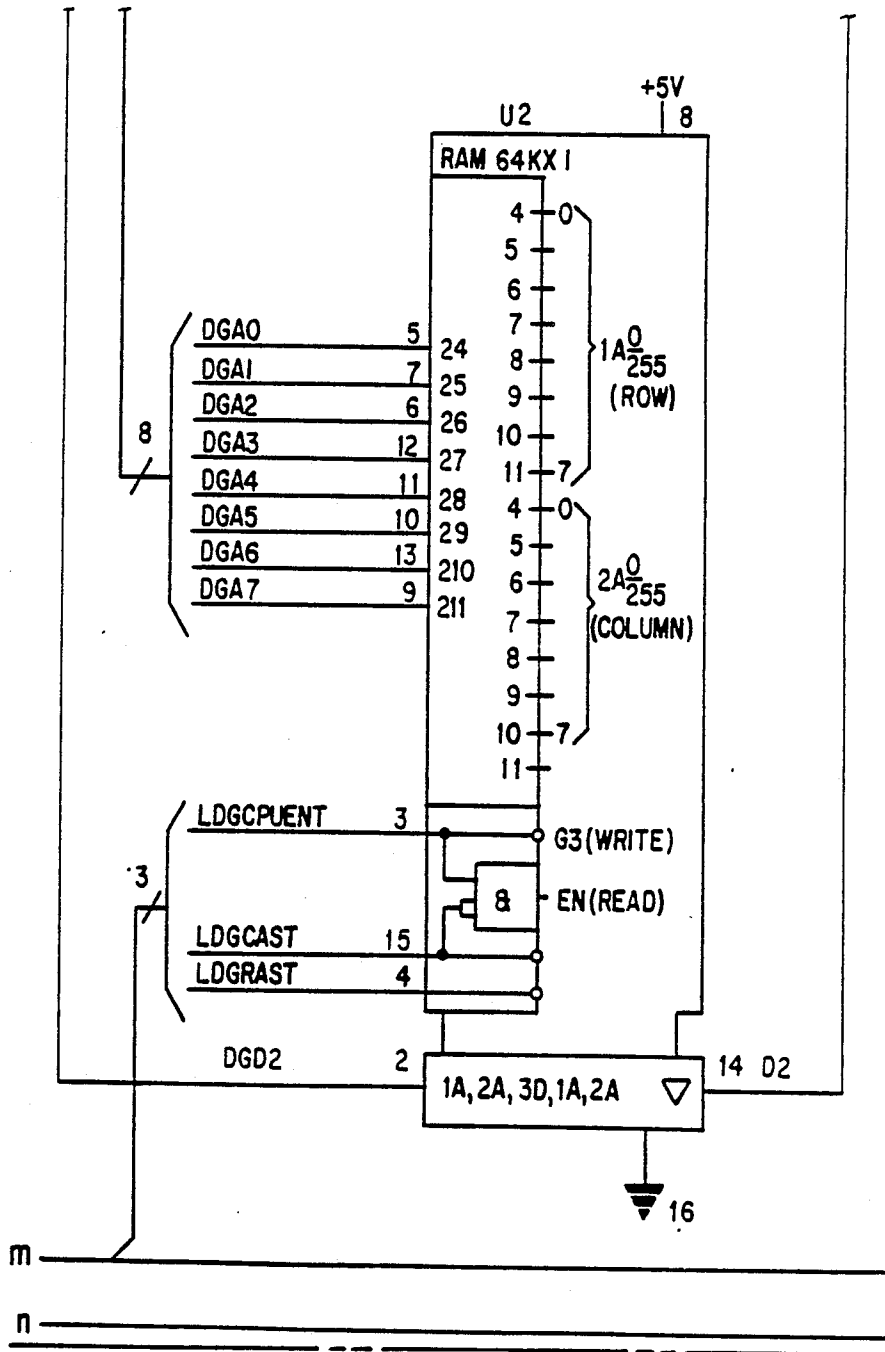 +5V
U2 8
RAM 64KX1
4 0
5
6
7
8
9
10
11 7
1A 0/255
(ROW)
4 0
5
6
7
8
9
10 7
11
2A 0/255
(COLUMN)
8
DGA0 5 24
DGA1 7 25
DGA2 6 26
DGA3 12 27
DGA4 11 28
DGA5 10 29
DGA6 13 210
DGA7 9 211
3
LDGCPUENT 3 G3(WRITE)
& EN(READ)
LDGCAST 15
LDGRAST 4
DGD2 2 1A, 2A, 3D, 1A, 2A 14 D2
16
m
n